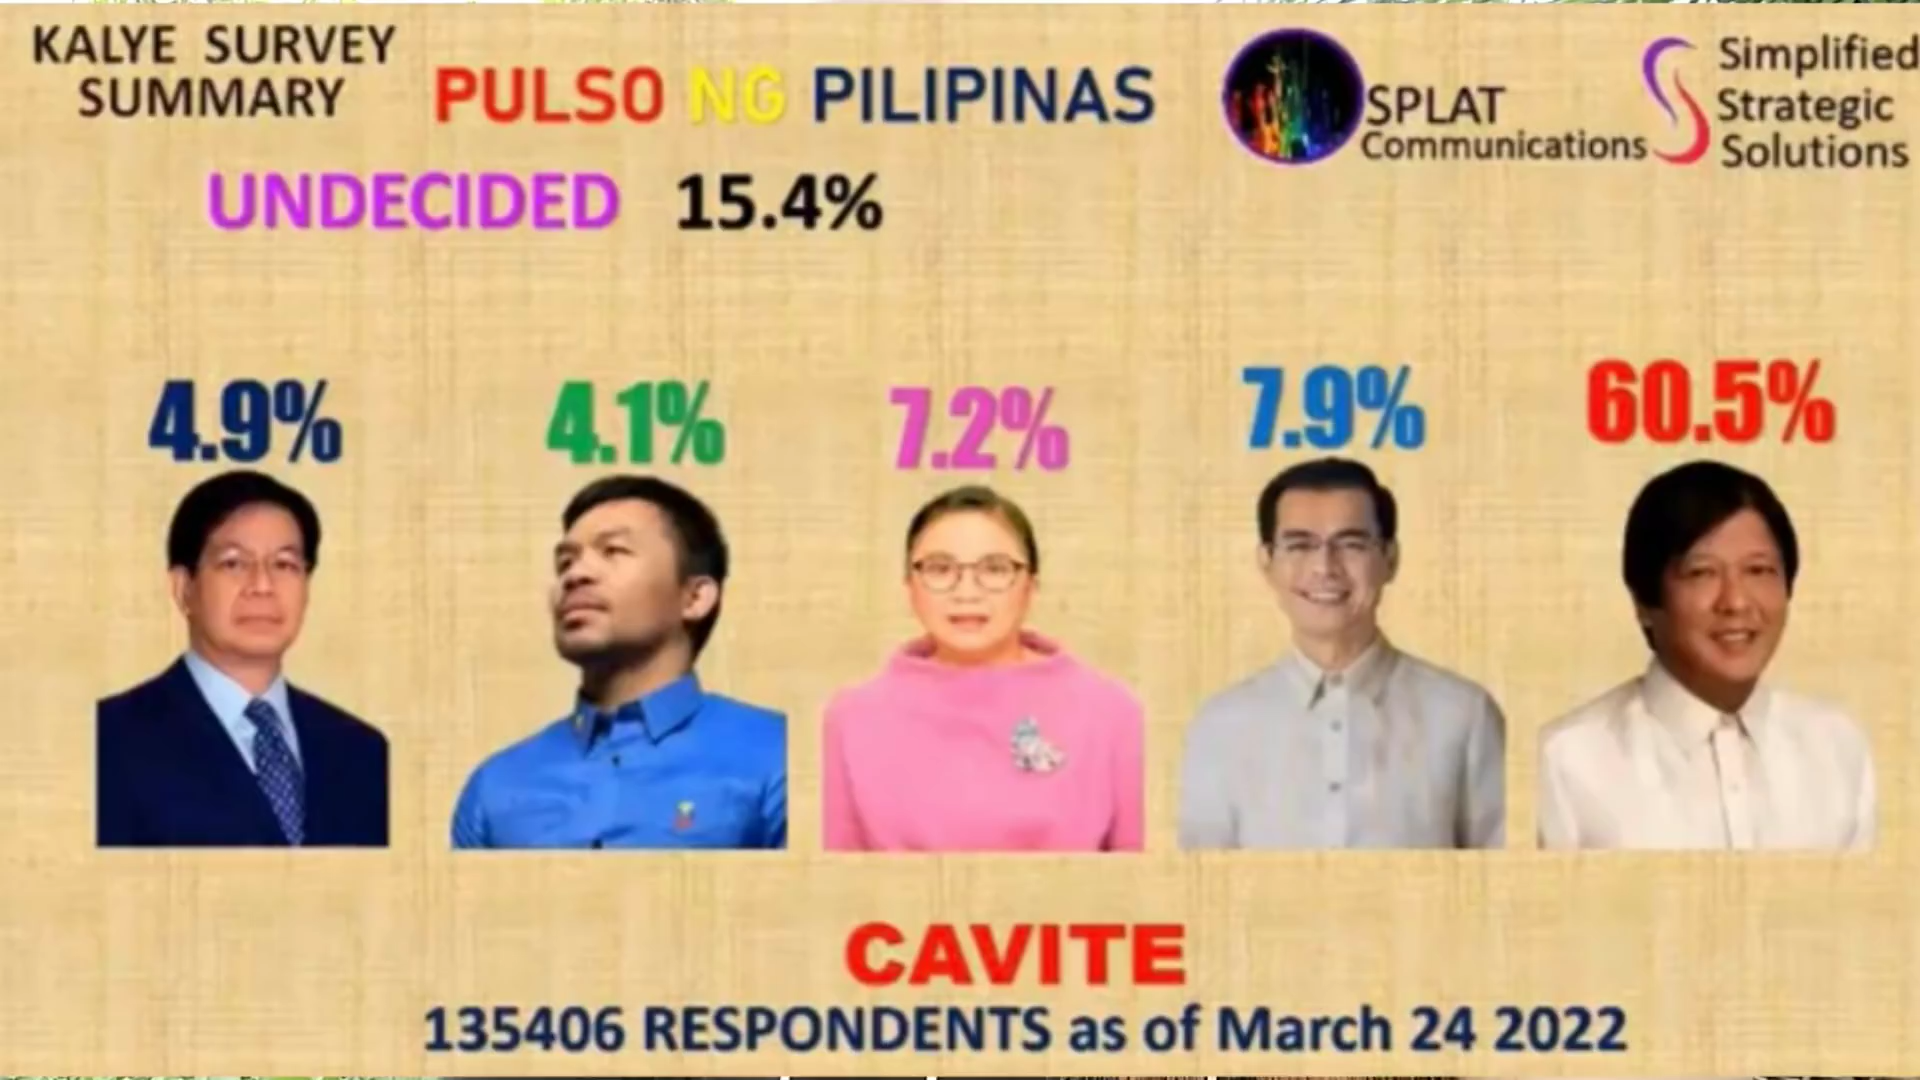 KALYE SURVEY
SUMMARY
PULSO NG PILIPINAS
SPLAT
Communications
Simplified
Strategic
Solutions
UNDECIDED 15.4%
4.9%
4.1%
7.2%
7.9%
60.5%
CAVITE
135406 RESPONDENTS as of March 24 2022